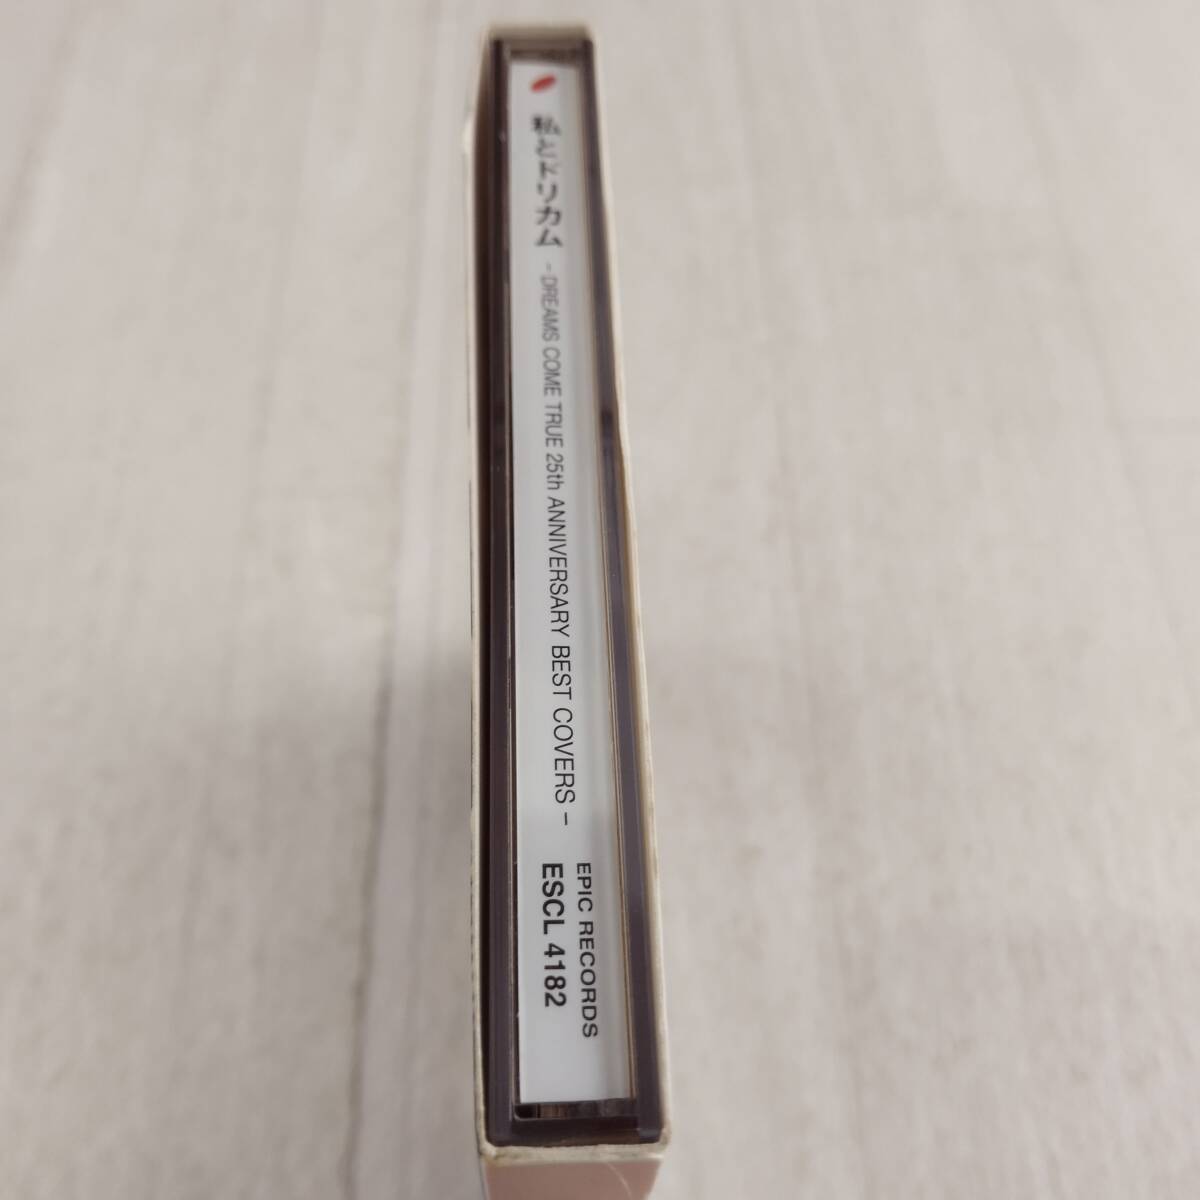 私とドリカム -DREAMS COME TRUE 25th ANNIVERSARY BEST COVERS-
EPIC RECORDS
ESCL 4182